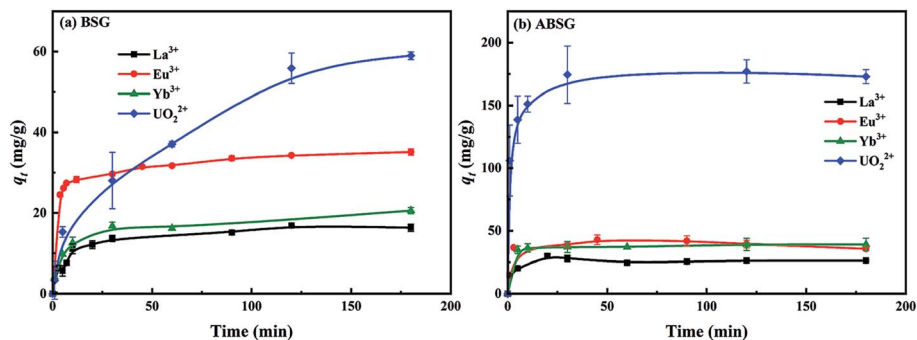 (a) BSG
La³⁺
Eu³⁺
Yb³⁺
UO₂²⁺
60
40
20
0
qₜ (mg/g)
0 50 100 150 200
Time (min)
(b) ABSG
La³⁺
Eu³⁺
Yb³⁺
UO₂²⁺
200
150
100
50
0
qₜ (mg/g)
0 50 100 150 200
Time (min)